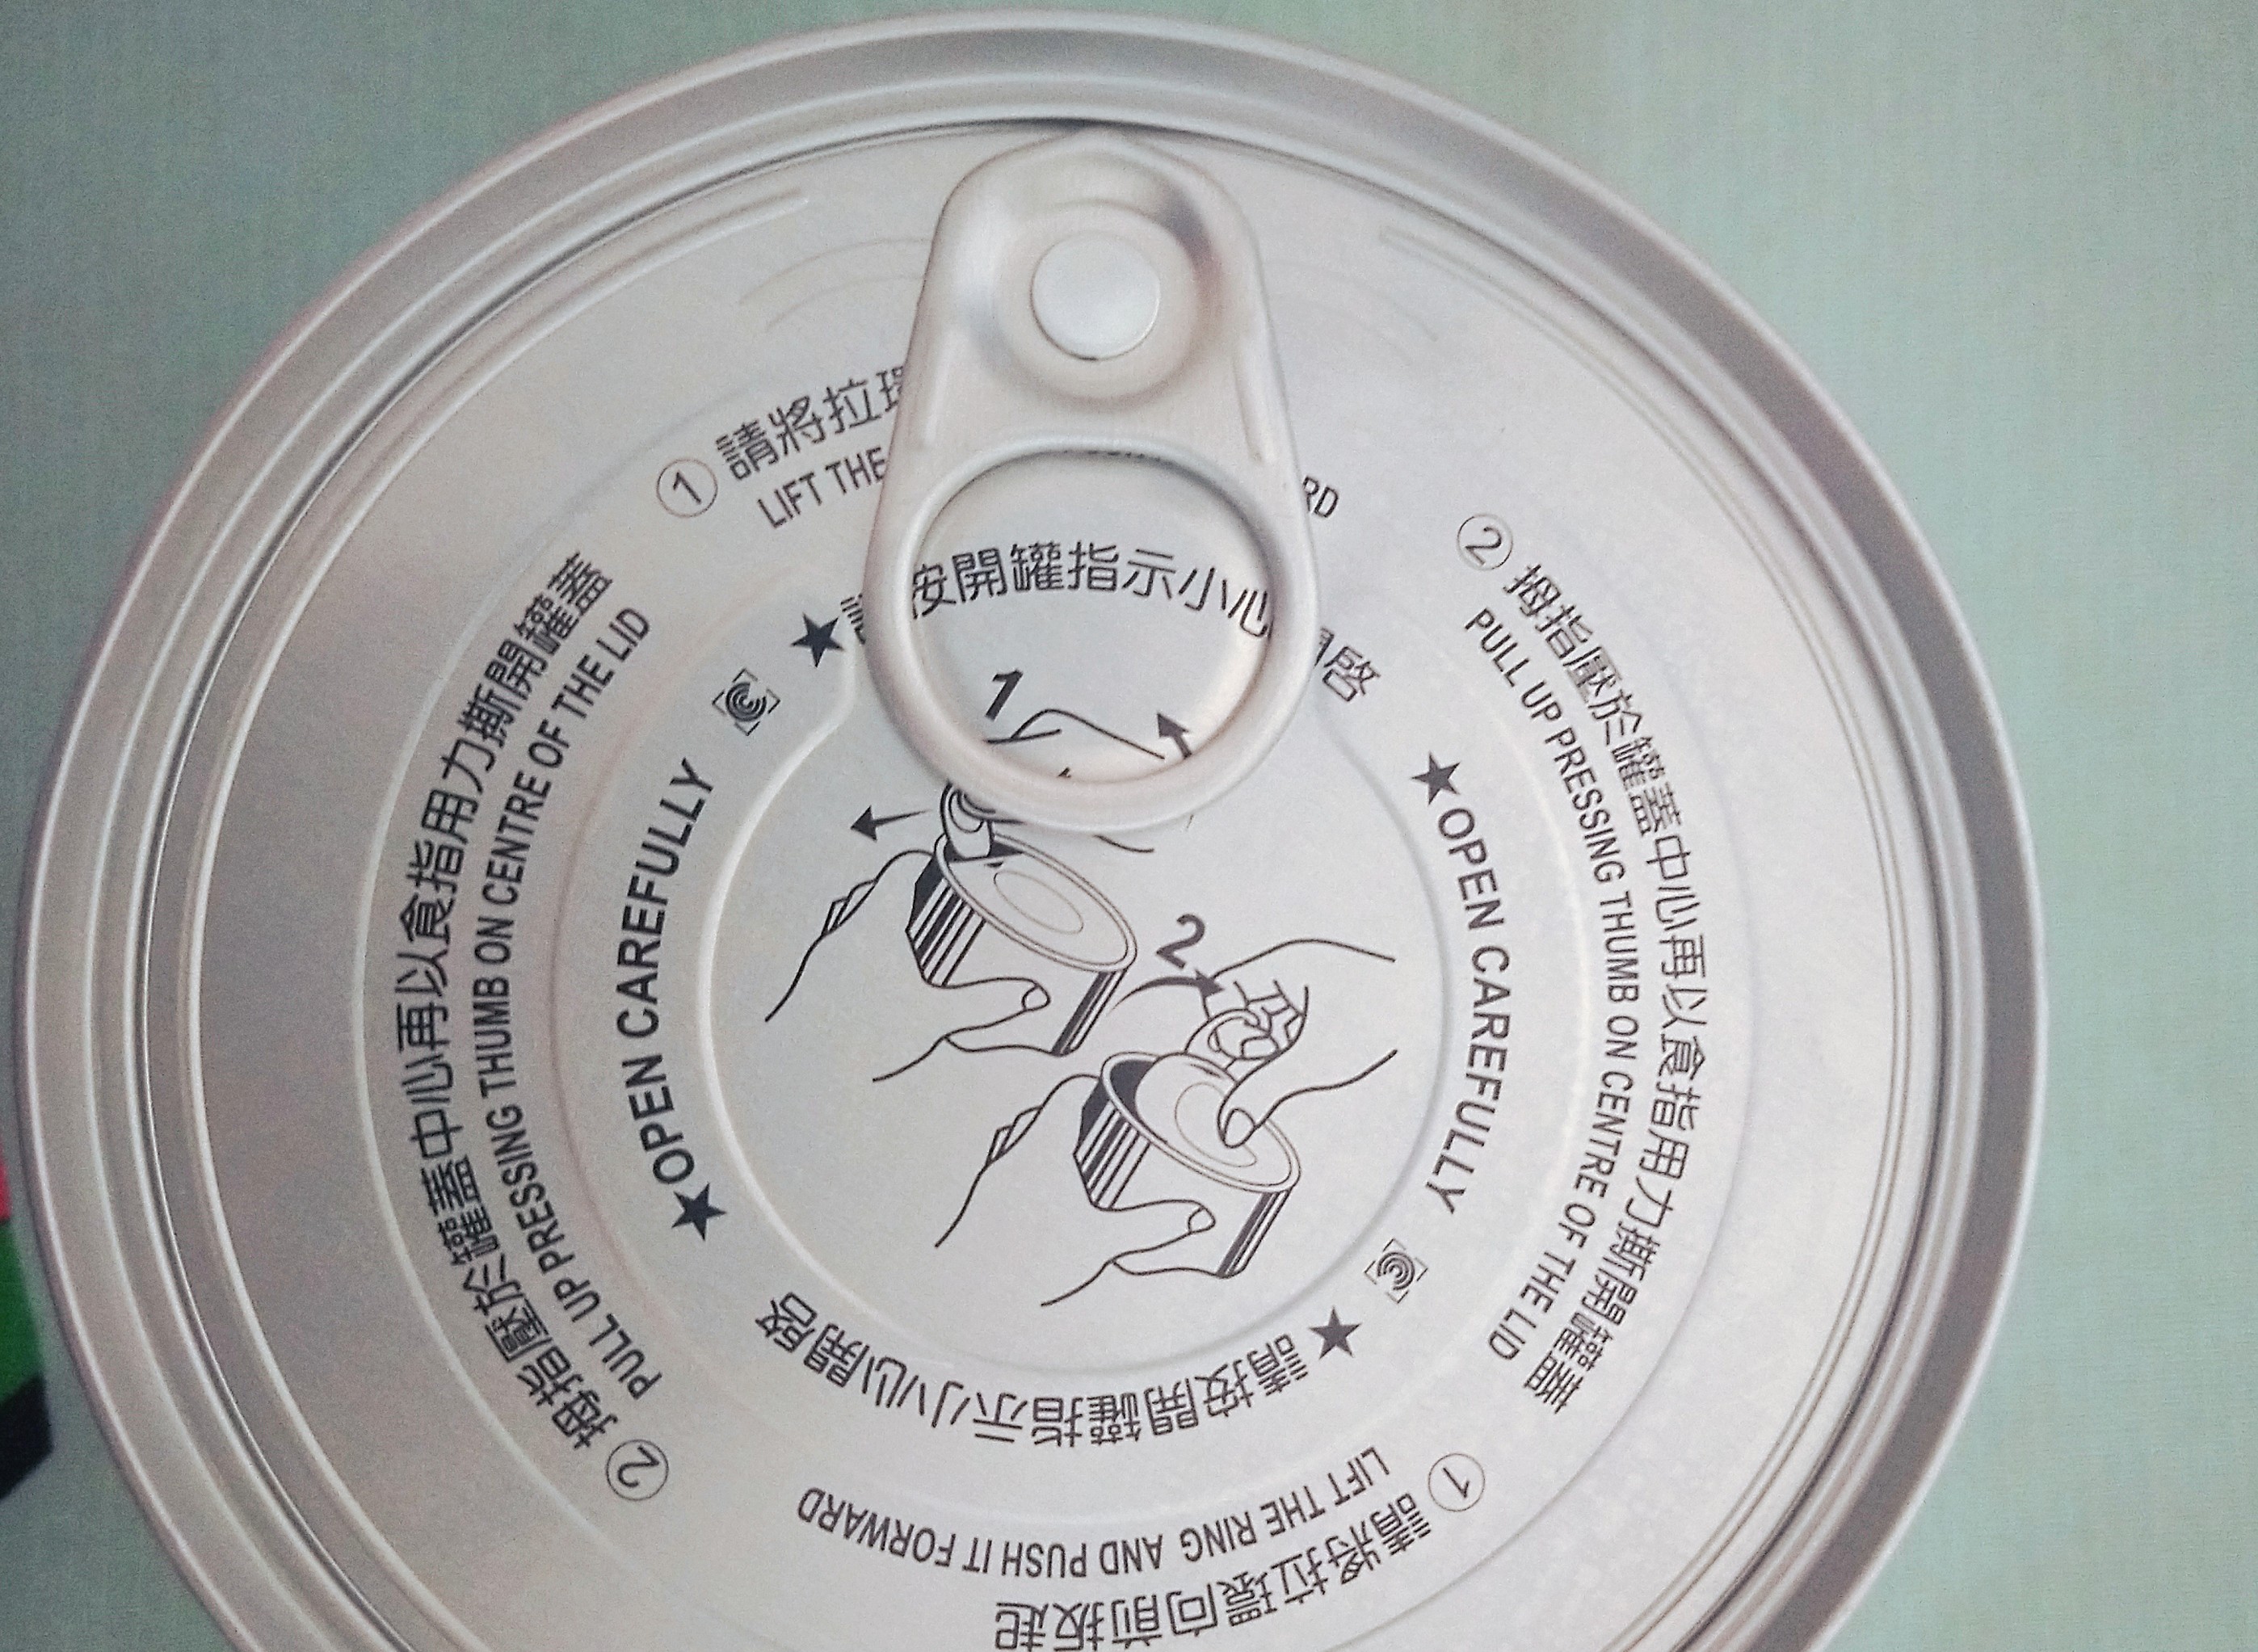 ① 請將拉
LIFT THE
RD
② 拇指壓於罐蓋中心再以食指用力撕開罐蓋
PULL UP PRESSING THUMB ON CENTRE OF THE LID
★
按開罐指示小心
啓
★OPEN CAREFULLY
1
2
② 拇指壓於罐蓋中心再以食指用力撕開罐蓋
PULL UP PRESSING THUMB ON CENTRE OF THE LID
★OPEN CAREFULLY
★請按開罐指示小心開啓
① 請將拉環向前扳起
LIFT THE RING AND PUSH IT FORWARD